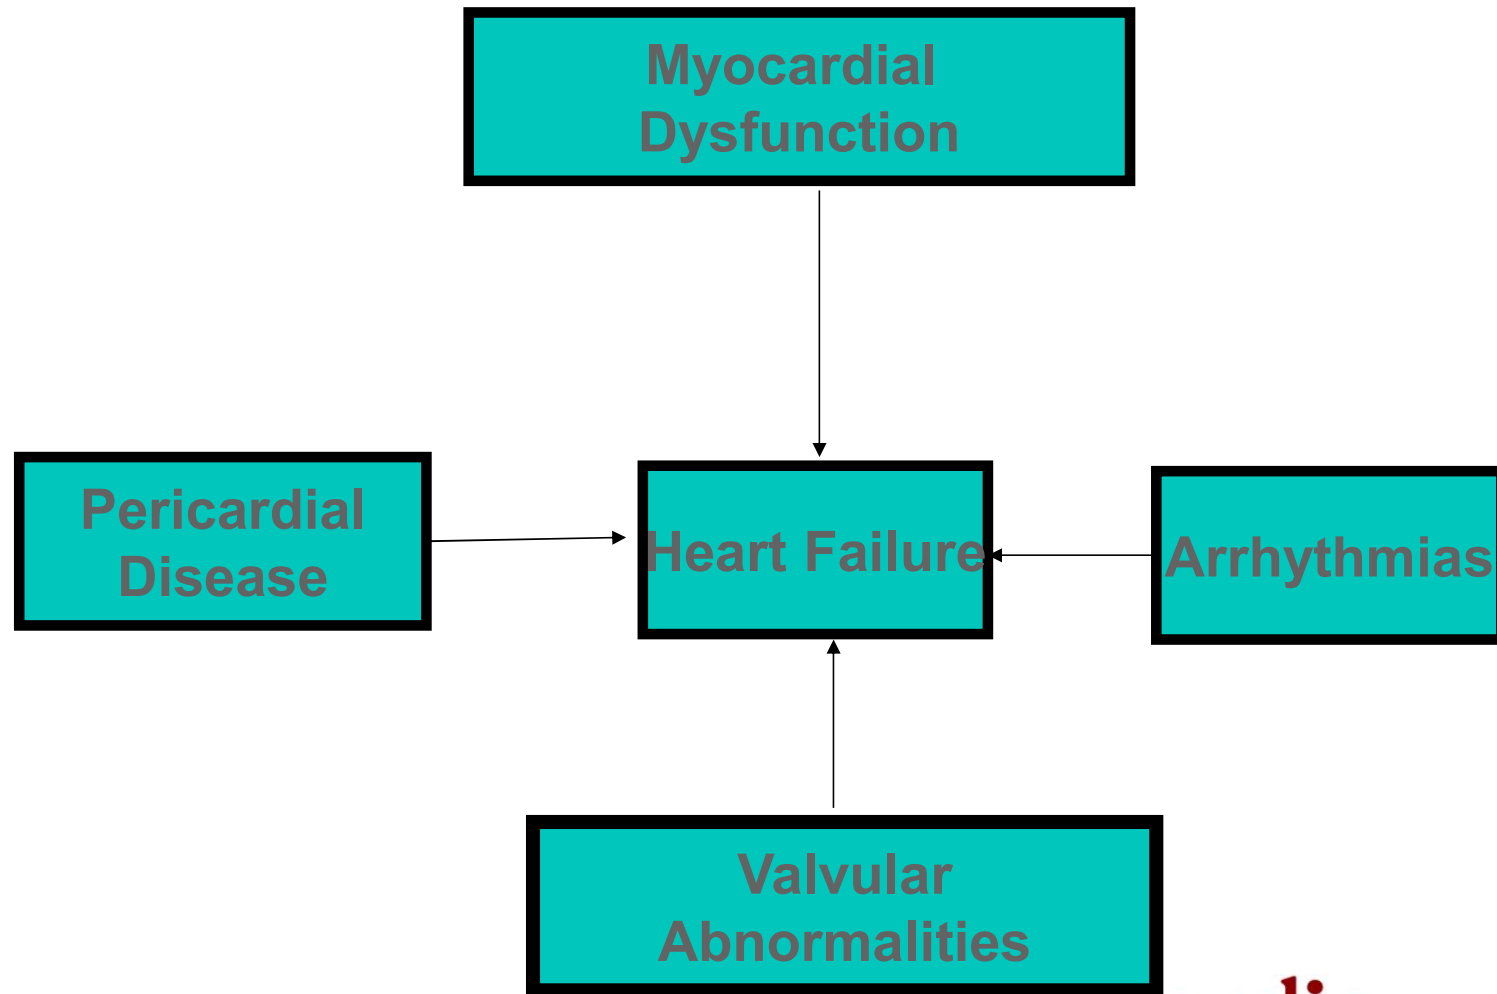 Myocardial
Dysfunction
Pericardial
Disease
Heart Failure
Arrhythmias
Valvular
Abnormalities